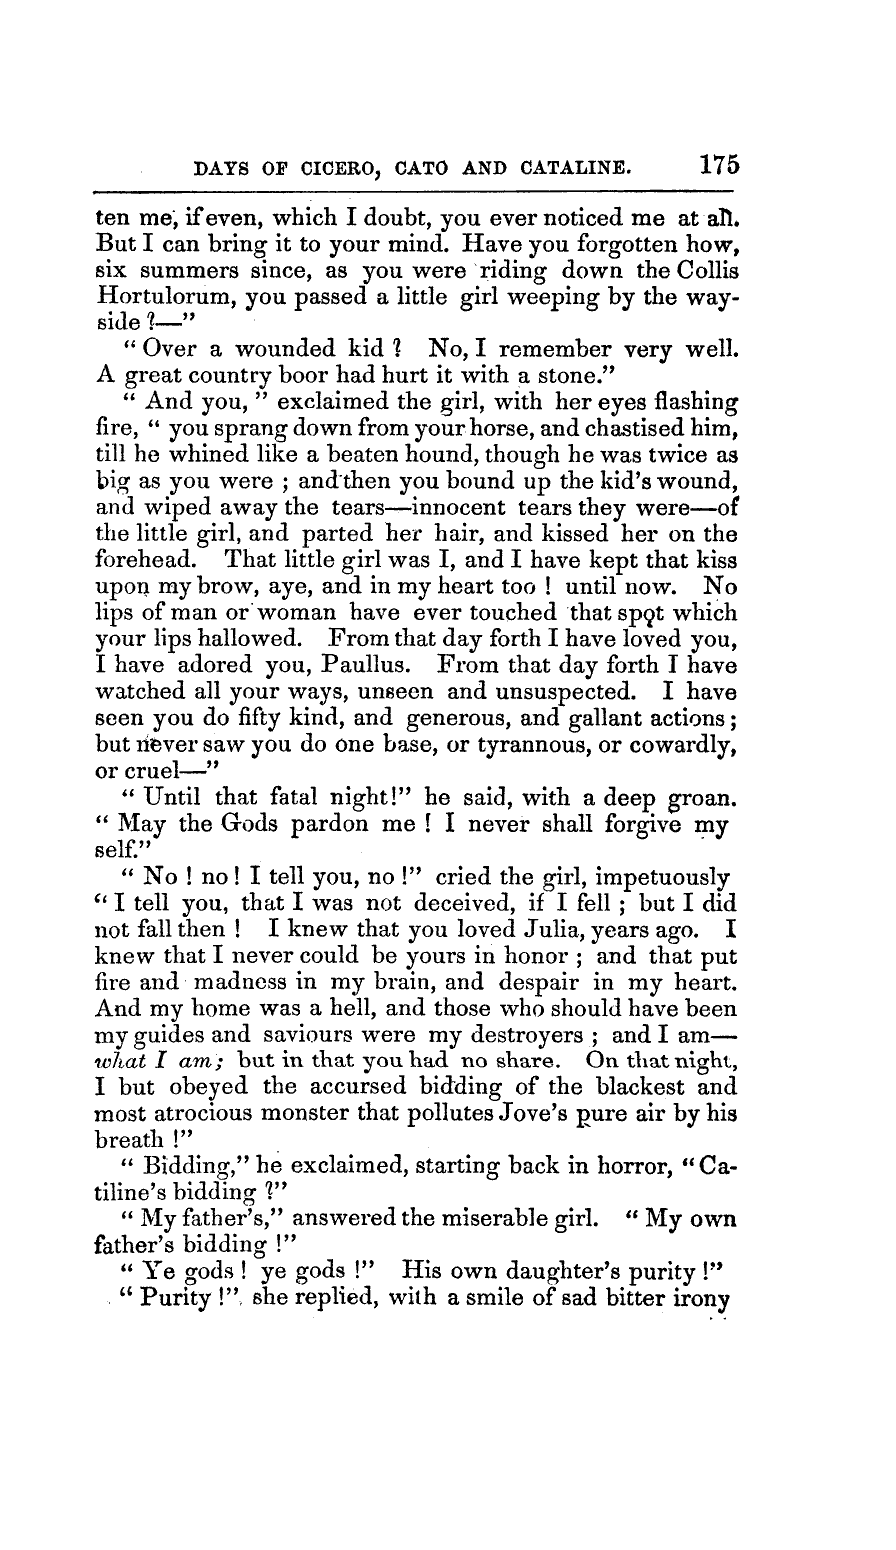 DAYS OF CICERO, CATO AND CATALINE. 175
ten me, if even, which I doubt, you ever noticed me at all.
But I can bring it to your mind. Have you forgotten how,
six summers since, as you were riding down the Collis
Hortulorum, you passed a little girl weeping by the way-
side ?—”
“ Over a wounded kid ? No, I remember very well.
A great country boor had hurt it with a stone.”
“ And you, ” exclaimed the girl, with her eyes flashing
fire, “ you sprang down from your horse, and chastised him,
till he whined like a beaten hound, though he was twice as
big as you were ; and then you bound up the kid's wound,
and wiped away the tears—innocent tears they were—of
the little girl, and parted her hair, and kissed her on the
forehead. That little girl was I, and I have kept that kiss
upon my brow, aye, and in my heart too ! until now. No
lips of man or woman have ever touched that spot which
your lips hallowed. From that day forth I have loved you,
I have adored you, Paullus. From that day forth I have
watched all your ways, unseen and unsuspected. I have
seen you do fifty kind, and generous, and gallant actions ;
but never saw you do one base, or tyrannous, or cowardly,
or cruel—”
“ Until that fatal night!” he said, with a deep groan.
“ May the Gods pardon me ! I never shall forgive my
self.”
“ No ! no ! I tell you, no !” cried the girl, impetuously
“ I tell you, that I was not deceived, if I fell ; but I did
not fall then ! I knew that you loved Julia, years ago. I
knew that I never could be yours in honor ; and that put
fire and madness in my brain, and despair in my heart.
And my home was a hell, and those who should have been
my guides and saviours were my destroyers ; and I am—
what I am; but in that you had no share. On that night,
I but obeyed the accursed bidding of the blackest and
most atrocious monster that pollutes Jove's pure air by his
breath !”
“ Bidding,” he exclaimed, starting back in horror, “ Ca-
tiline's bidding ?”
“ My father's,” answered the miserable girl. “ My own
father's bidding !”
“ Ye gods ! ye gods !” His own daughter's purity !”
“ Purity !” she replied, with a smile of sad bitter irony